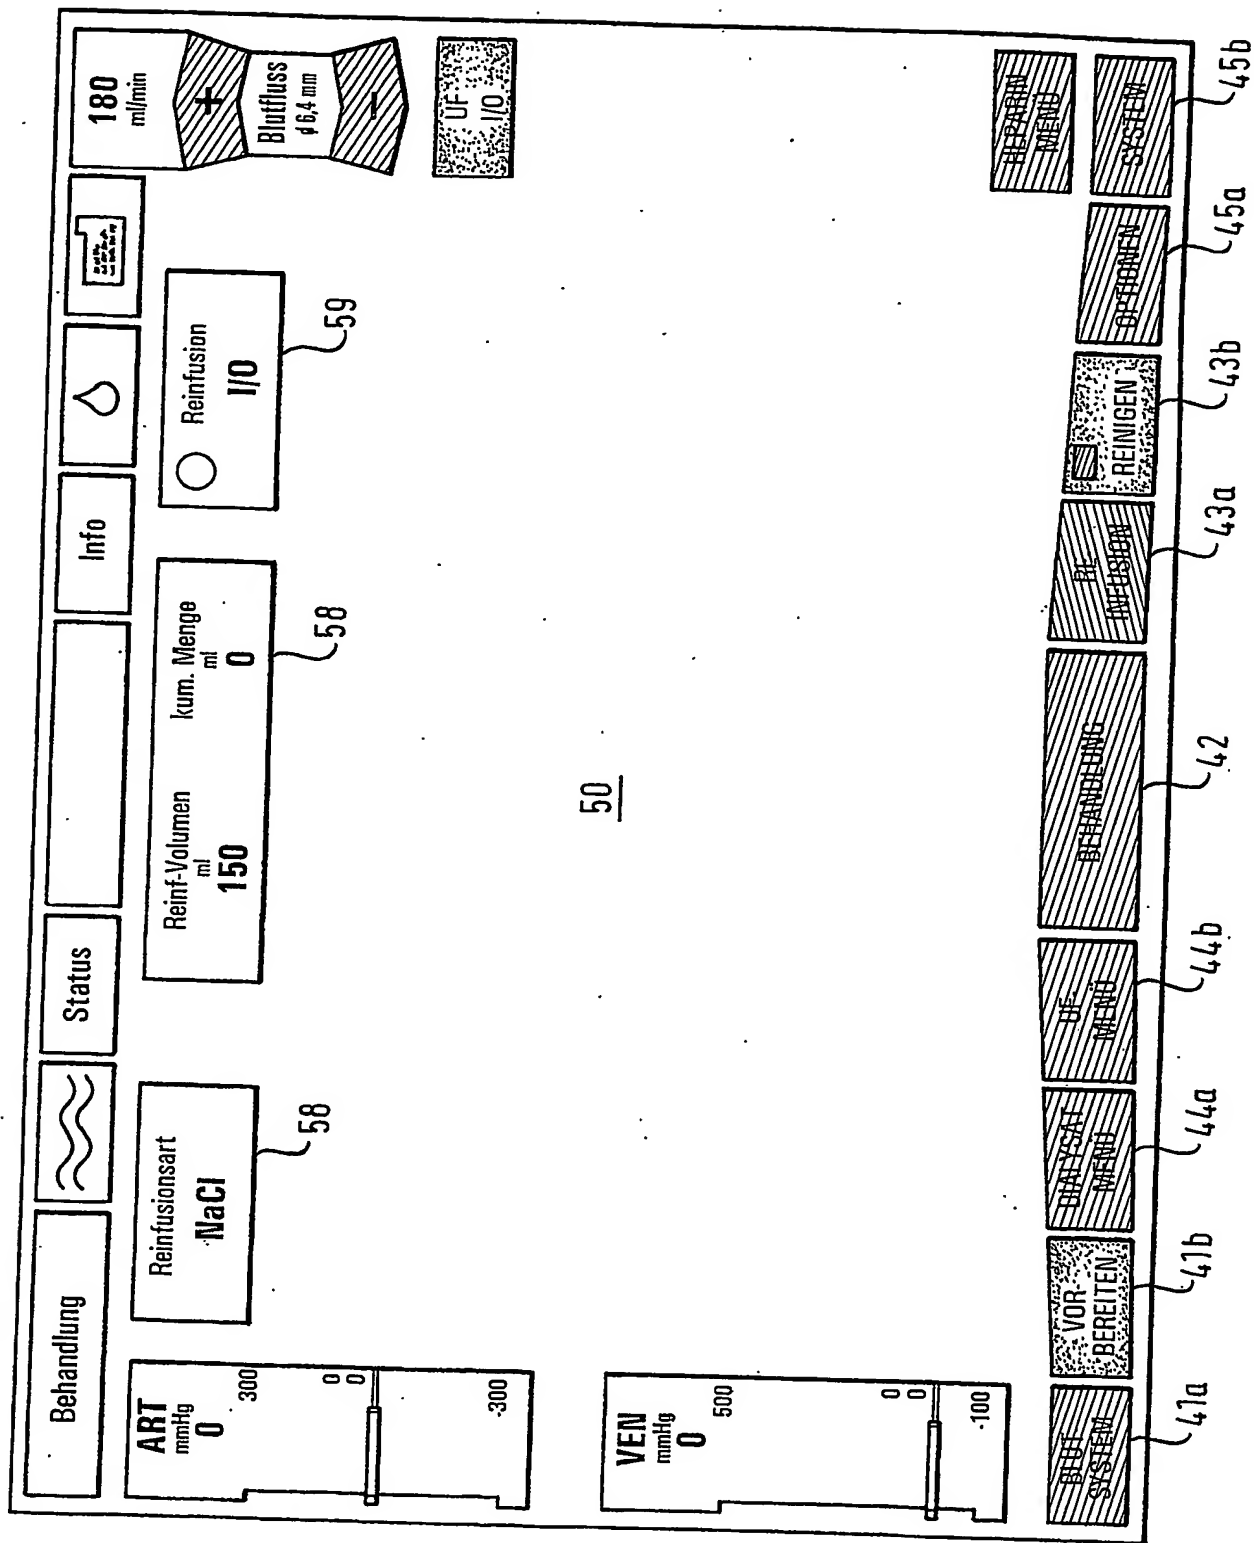 Behandlung
Status
Info
180
ml/min
+
Blutfluss
ϕ 6,4 mm
–
ART
mmHg
0
300
0
0
-300
Reinfusionsart
NaCl
58
Reinf-Volumen
ml
150
kum. Menge
ml
0
58
Reinfusion
I/O
59
UF
I/O
VEN
mmHg
0
500
0
0
-100
50
HEPARIN
MENÜ
BLUT
SYSTEM
VOR-
BEREITEN
DIALYSAT
MENÜ
UF-
MENÜ
BEHANDLUNG
RE
INFUSION
REINIGEN
OPTIONEN
SYSTEM
41a
41b
44a
44b
42
43a
43b
45a
45b